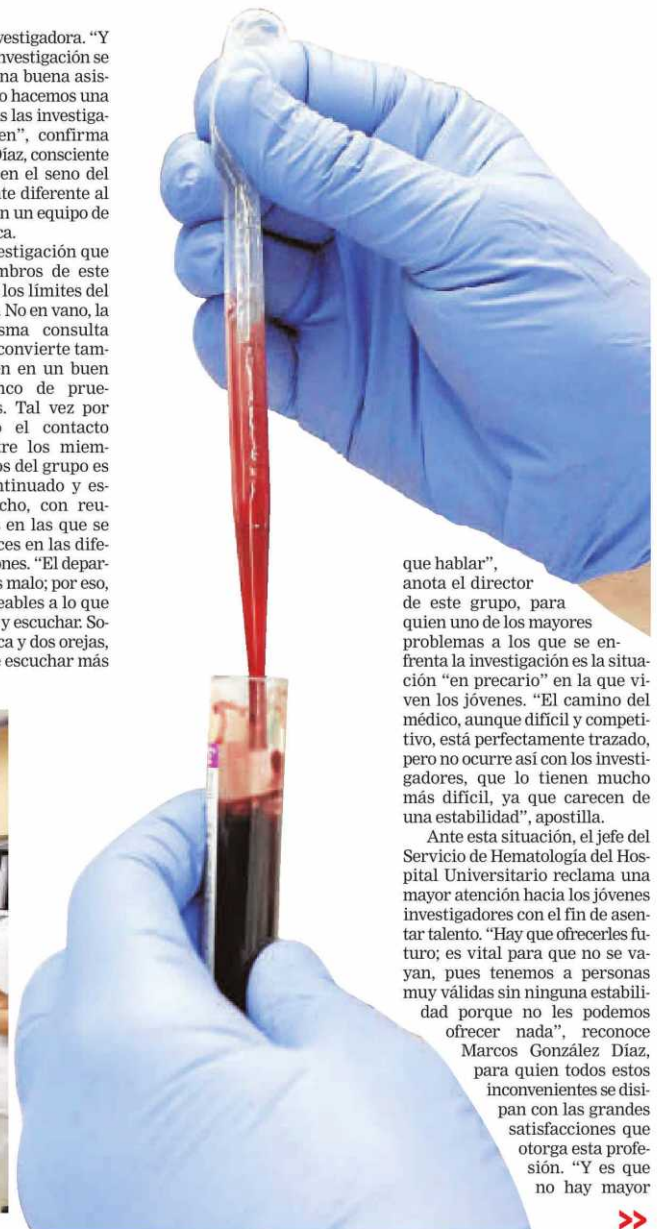 vestigadora. “Y
nvestigación se
na buena asis-
o hacemos una
s las investiga-
en”, confirma
Díaz, consciente
en el seno del
te diferente al
n un equipo de
ca.
estigación que
mbros de este
los límites del
. No en vano, la
sma consulta
convierte tam-
n en un buen
nco de prue-
s. Tal vez por
o el contacto
tre los miem-
os del grupo es
ntinuado y es-
cho, con reu-
s en las que se
ces en las dife-
ones. “El depar-
s malo; por eso,
eables a lo que
y escuchar. So-
ca y dos orejas,
e escuchar más
que hablar”,
anota el director
de este grupo, para
quien uno de los mayores
problemas a los que se en-
frenta la investigación es la situa-
ción “en precario” en la que vi-
ven los jóvenes. “El camino del
médico, aunque difícil y competi-
tivo, está perfectamente trazado,
pero no ocurre así con los investi-
gadores, que lo tienen mucho
más difícil, ya que carecen de
una estabilidad”, apostilla.
Ante esta situación, el jefe del
Servicio de Hematología del Hos-
pital Universitario reclama una
mayor atención hacia los jóvenes
investigadores con el fin de asen-
tar talento. “Hay que ofrecerles fu-
turo; es vital para que no se va-
yan, pues tenemos a personas
muy válidas sin ninguna estabili-
dad porque no les podemos
ofrecer nada”, reconoce
Marcos González Díaz,
para quien todos estos
inconvenientes se disi-
pan con las grandes
satisfacciones que
otorga esta profe-
sión. “Y es que
no hay mayor
>>